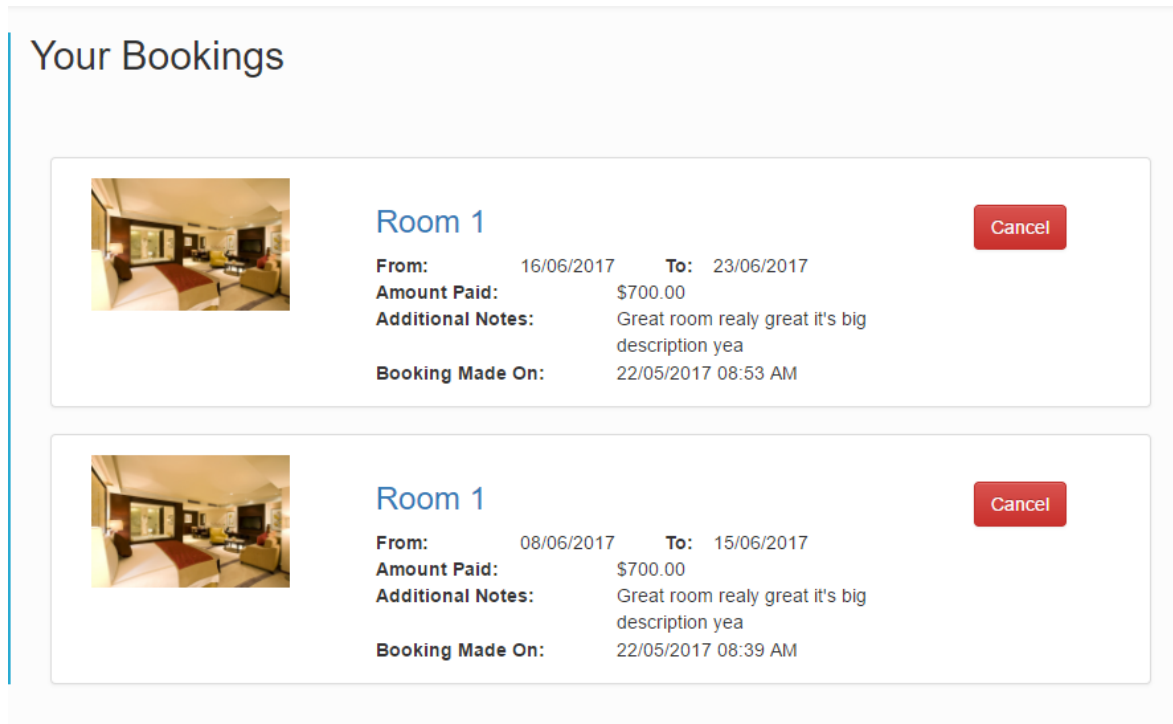 Your Bookings
Room 1
Cancel
From: 16/06/2017 To: 23/06/2017
Amount Paid: $700.00
Additional Notes: Great room realy great it's big
description yea
Booking Made On: 22/05/2017 08:53 AM
Room 1
Cancel
From: 08/06/2017 To: 15/06/2017
Amount Paid: $700.00
Additional Notes: Great room realy great it's big
description yea
Booking Made On: 22/05/2017 08:39 AM